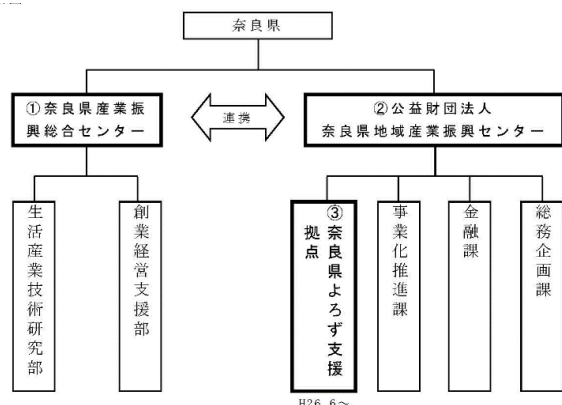 奈良県
①奈良県産業振
興総合センター
連携
②公益財団法人
奈良県地域産業振興センター
生活産業技術研究部
創業経営支援部
③奈良県よろず支援
拠点
事業化推進課
金融課
総務企画課
H26.6～